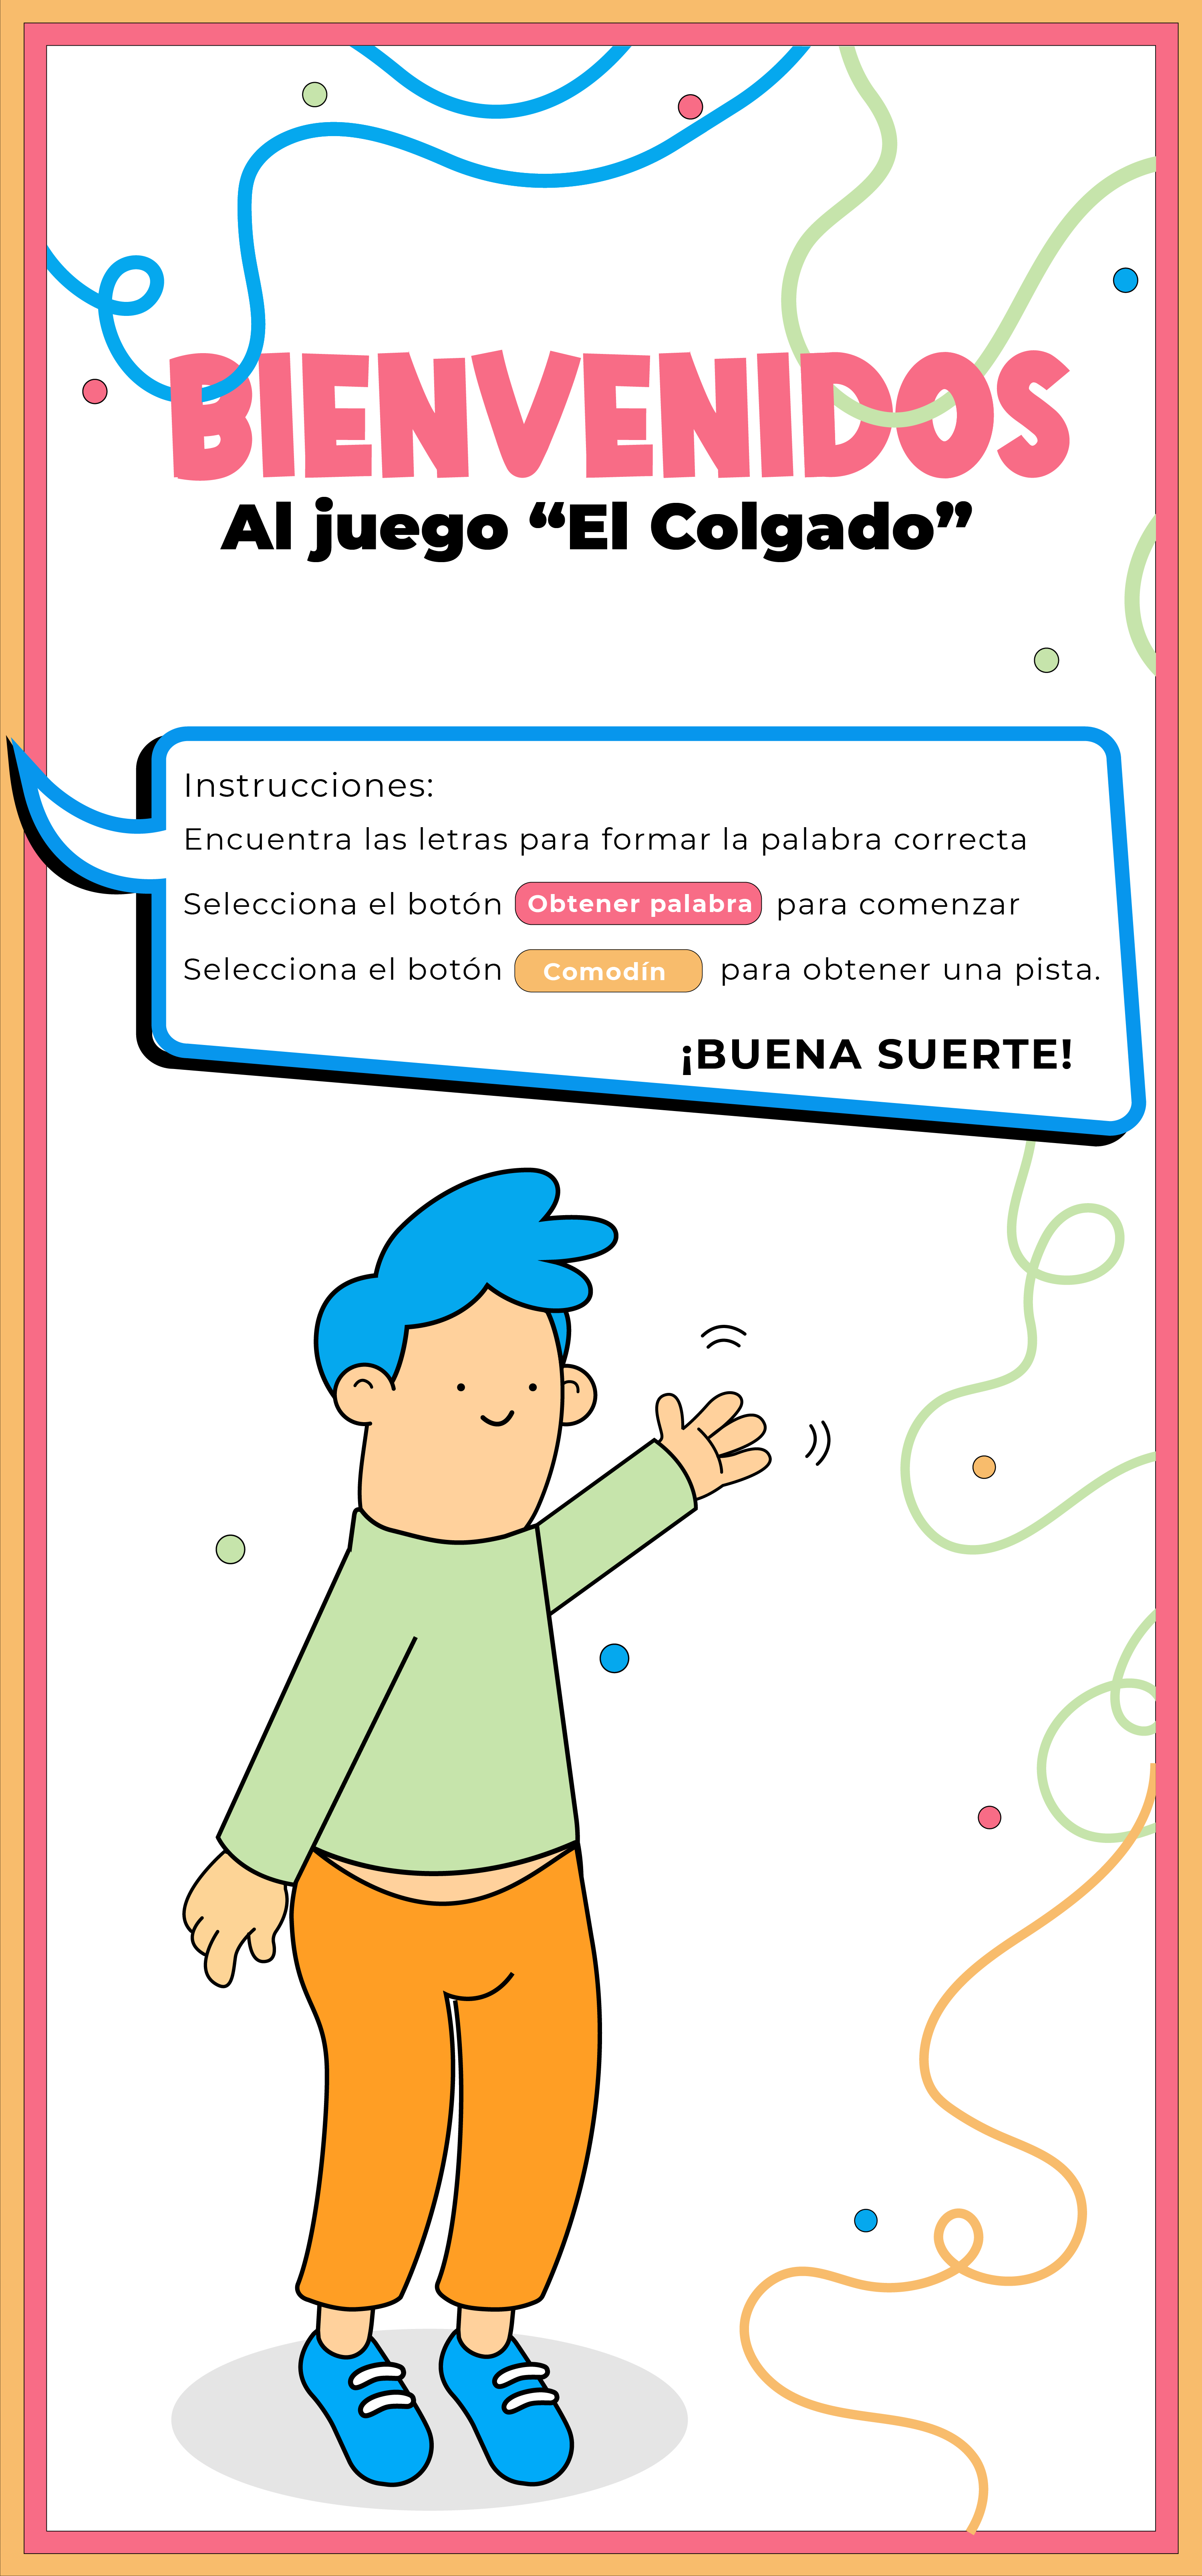 BIENVENIDOS
Al juego “El Colgado”
Instrucciones:
Encuentra las letras para formar la palabra correcta
Selecciona el botón Obtener palabra para comenzar
Selecciona el botón Comodín para obtener una pista.
¡BUENA SUERTE!